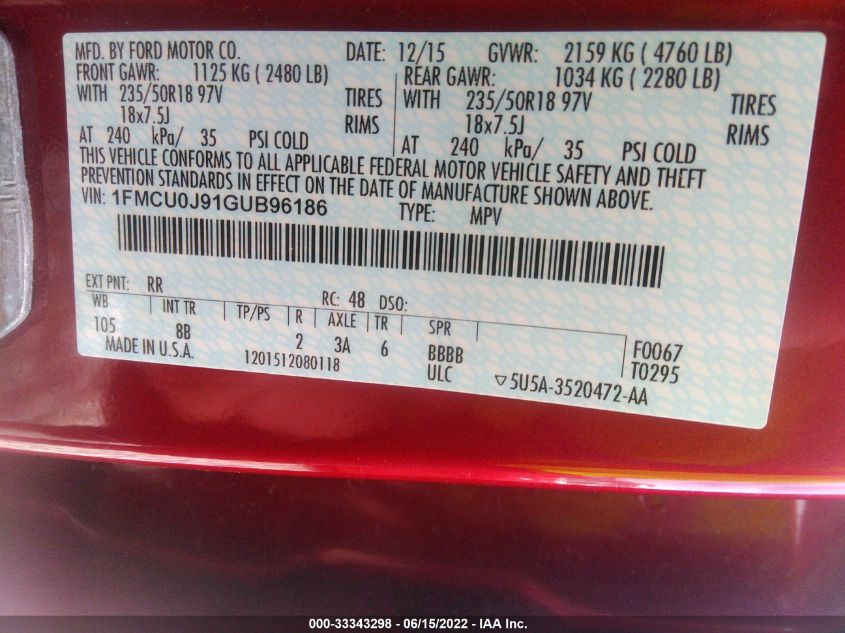 MFD. BY FORD MOTOR CO. DATE: 12/15 GVWR: 2159 KG ( 4760 LB)
FRONT GAWR: 1125 KG ( 2480 LB) REAR GAWR: 1034 KG ( 2280 LB)
WITH 235/50R18 97V TIRES WITH 235/50R18 97V TIRES
18x7.5J RIMS 18x7.5J RIMS
AT 240 kPa/ 35 PSI COLD AT 240 kPa/ 35 PSI COLD
THIS VEHICLE CONFORMS TO ALL APPLICABLE FEDERAL MOTOR VEHICLE SAFETY AND THEFT
PREVENTION STANDARDS IN EFFECT ON THE DATE OF MANUFACTURE SHOWN ABOVE.
VIN: 1FMCU0J91GUB96186 TYPE: MPV
EXT PNT: RR RC: 48 DSO:
WB INT TR TP/PS R AXLE TR SPR
105 8B 2 3A 6 BBBB F0067
MADE IN U.S.A. 1201512080118 ULC T0295
▽5U5A-3520472-AA
000-33343298 - 06/15/2022 - IAA Inc.